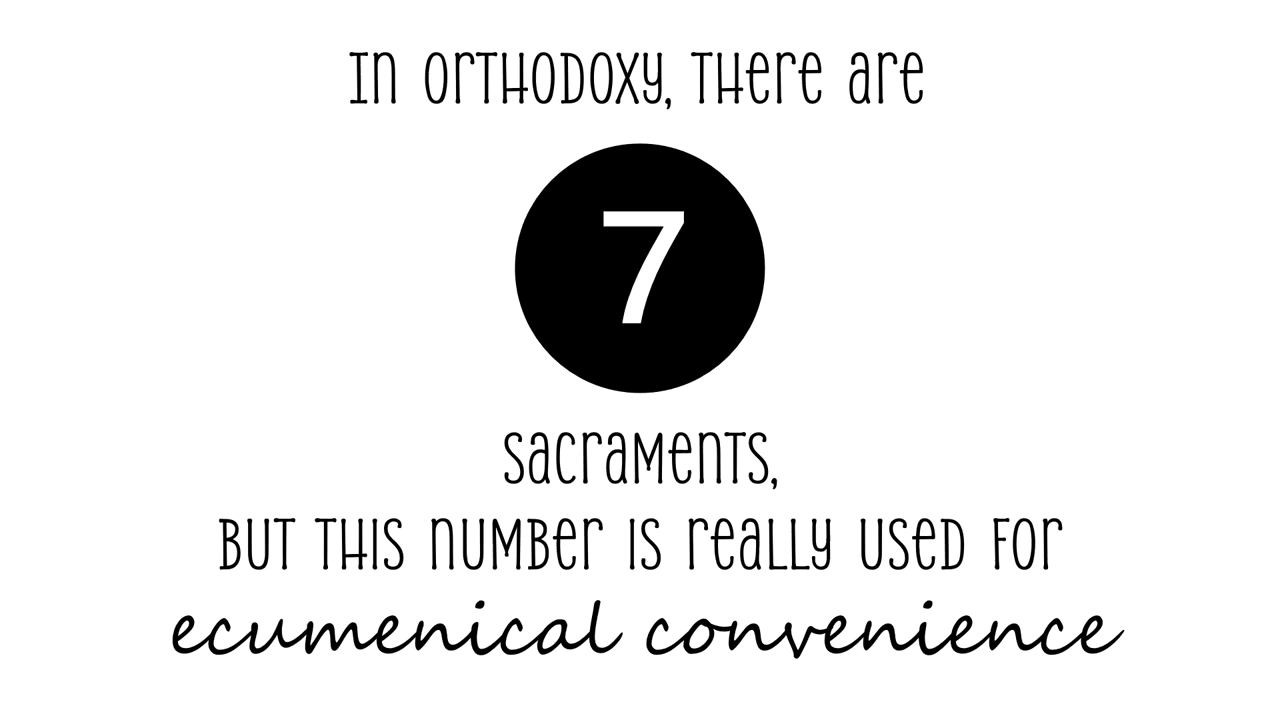 In Orthodoxy, there are
7
sacraments,
but this number is really used for
ecumenical convenience